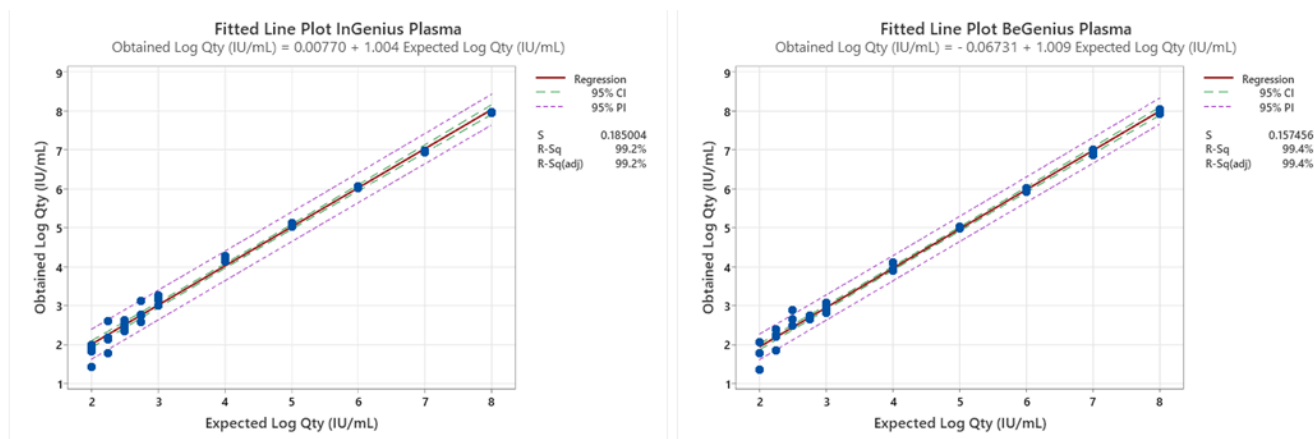 Fitted Line Plot InGenius Plasma
Obtained Log Qty (IU/mL) = 0.00770 + 1.004 Expected Log Qty (IU/mL)
9
8
7
6
5
4
3
2
1
Obtained Log Qty (IU/mL)
2 3 4 5 6 7 8
Expected Log Qty (IU/mL)
Regression
95% CI
95% PI
S 0.185004
R-Sq 99.2%
R-Sq(adj) 99.2%
Fitted Line Plot BeGenius Plasma
Obtained Log Qty (IU/mL) = - 0.06731 + 1.009 Expected Log Qty (IU/mL)
9
8
7
6
5
4
3
2
1
Obtained Log Qty (IU/mL)
2 3 4 5 6 7 8
Expected Log Qty (IU/mL)
Regression
95% CI
95% PI
S 0.157456
R-Sq 99.4%
R-Sq(adj) 99.4%